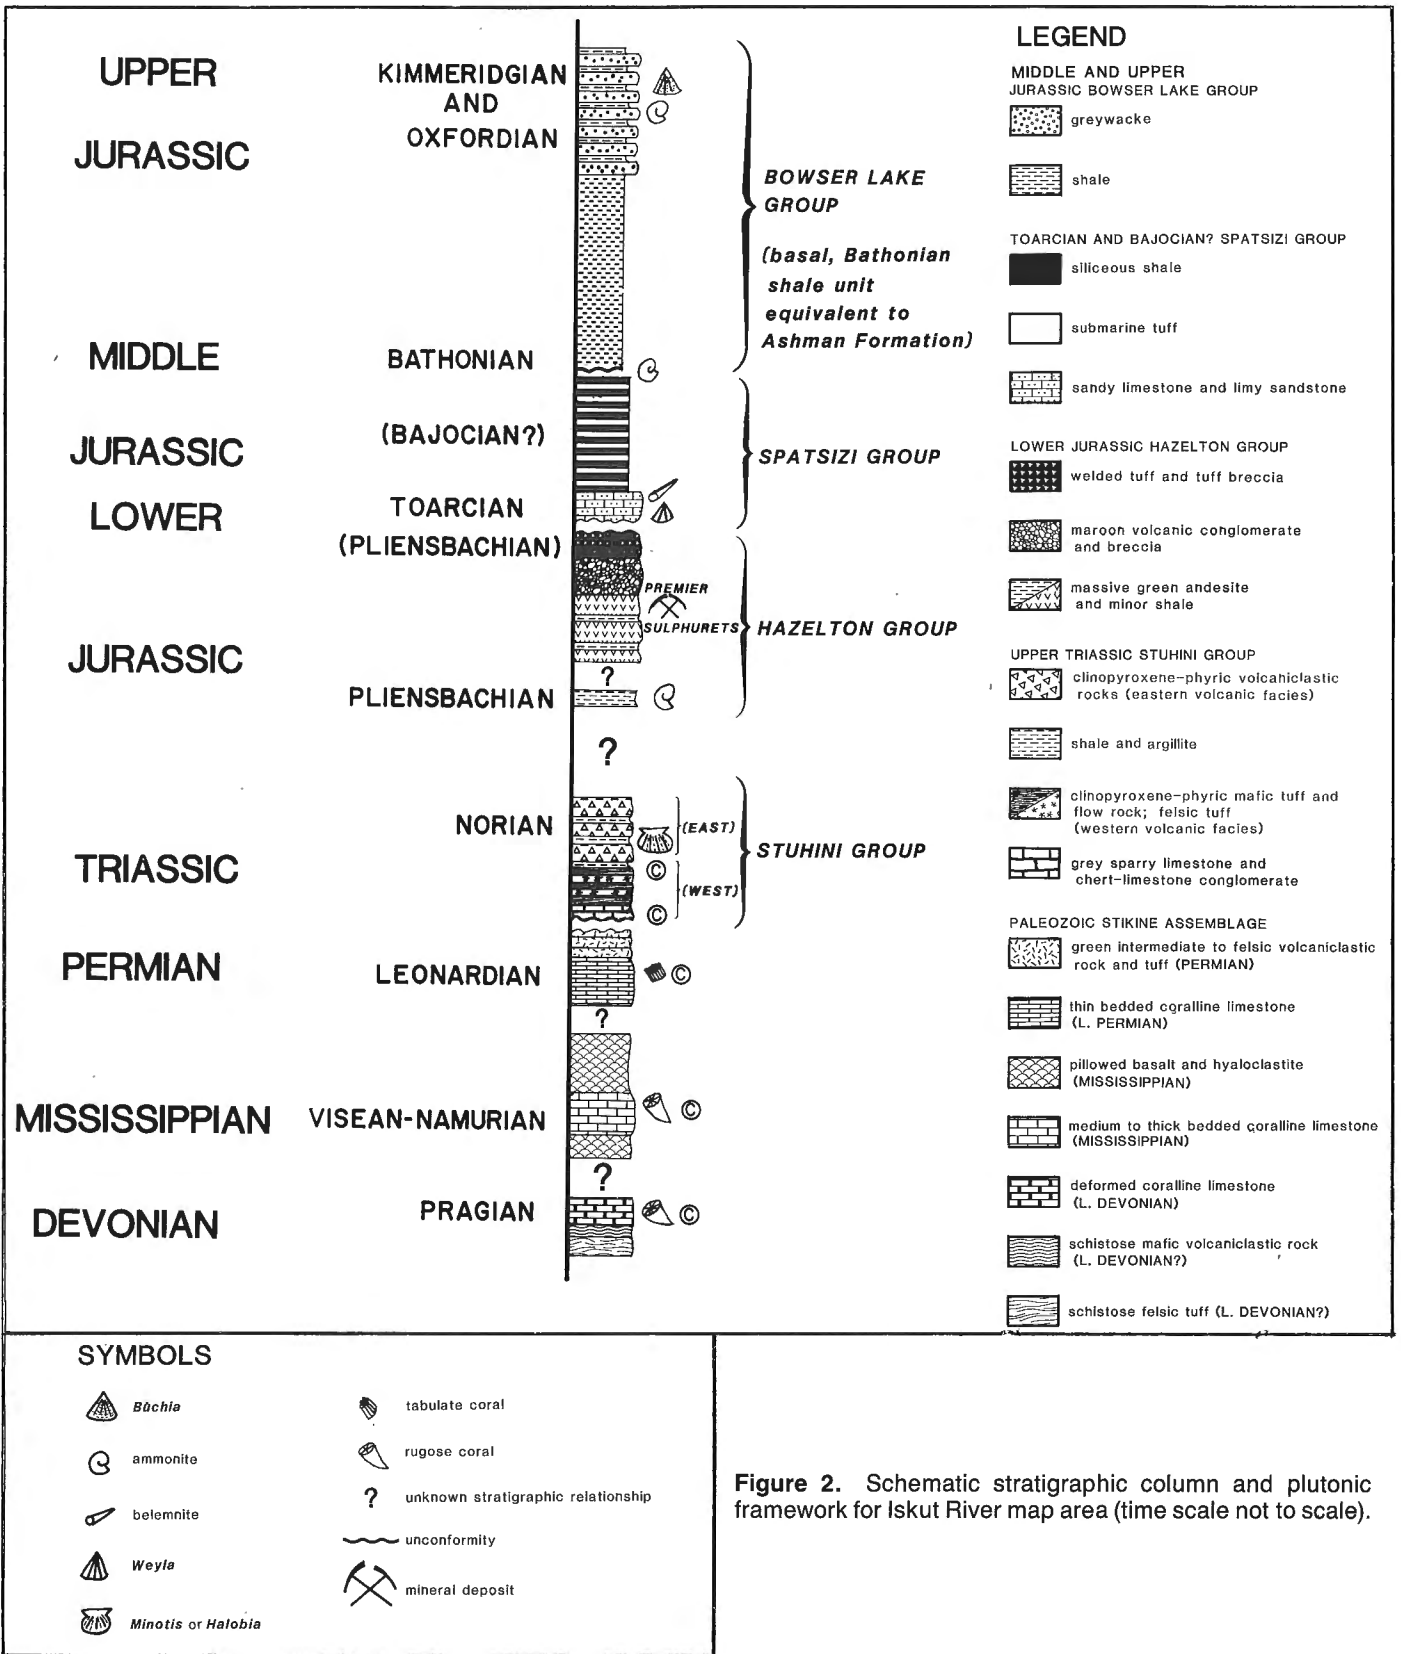 UPPER
JURASSIC
MIDDLE
JURASSIC
LOWER
JURASSIC
TRIASSIC
PERMIAN
MISSISSIPPIAN
DEVONIAN
KIMMERIDGIAN
AND
OXFORDIAN
BATHONIAN
(BAJOCIAN?)
TOARCIAN
(PLIENSBACHIAN)
PLIENSBACHIAN
NORIAN
LEONARDIAN
VISEAN-NAMURIAN
PRAGIAN
PREMIER
SULPHURETS
?
?
(EAST)
©
(WEST)
©
©
?
©
?
©
BOWSER LAKE
GROUP
(basal, Bathonian
shale unit
equivalent to
Ashman Formation)
SPATSIZI GROUP
HAZELTON GROUP
STUHINI GROUP
LEGEND
MIDDLE AND UPPER
JURASSIC BOWSER LAKE GROUP
greywacke
shale
TOARCIAN AND BAJOCIAN? SPATSIZI GROUP
siliceous shale
submarine tuff
sandy limestone and limy sandstone
LOWER JURASSIC HAZELTON GROUP
welded tuff and tuff breccia
maroon volcanic conglomerate
and breccia
massive green andesite
and minor shale
UPPER TRIASSIC STUHINI GROUP
clinopyroxene-phyric volcaniclastic
rocks (eastern volcanic facies)
shale and argillite
clinopyroxene-phyric mafic tuff and
flow rock; felsic tuff
(western volcanic facies)
grey sparry limestone and
chert-limestone conglomerate
PALEOZOIC STIKINE ASSEMBLAGE
green intermediate to felsic volcaniclastic
rock and tuff (PERMIAN)
thin bedded coralline limestone
(L. PERMIAN)
pillowed basalt and hyaloclastite
(MISSISSIPPIAN)
medium to thick bedded coralline limestone
(MISSISSIPPIAN)
deformed coralline limestone
(L. DEVONIAN)
schistose mafic volcaniclastic rock
(L. DEVONIAN?)
schistose felsic tuff (L. DEVONIAN?)
SYMBOLS
Buchia
ammonite
belemnite
Weyla
Minotis or Halobia
tabulate coral
rugose coral
? unknown stratigraphic relationship
unconformity
mineral deposit
Figure 2. Schematic stratigraphic column and plutonic
framework for Iskut River map area (time scale not to scale).